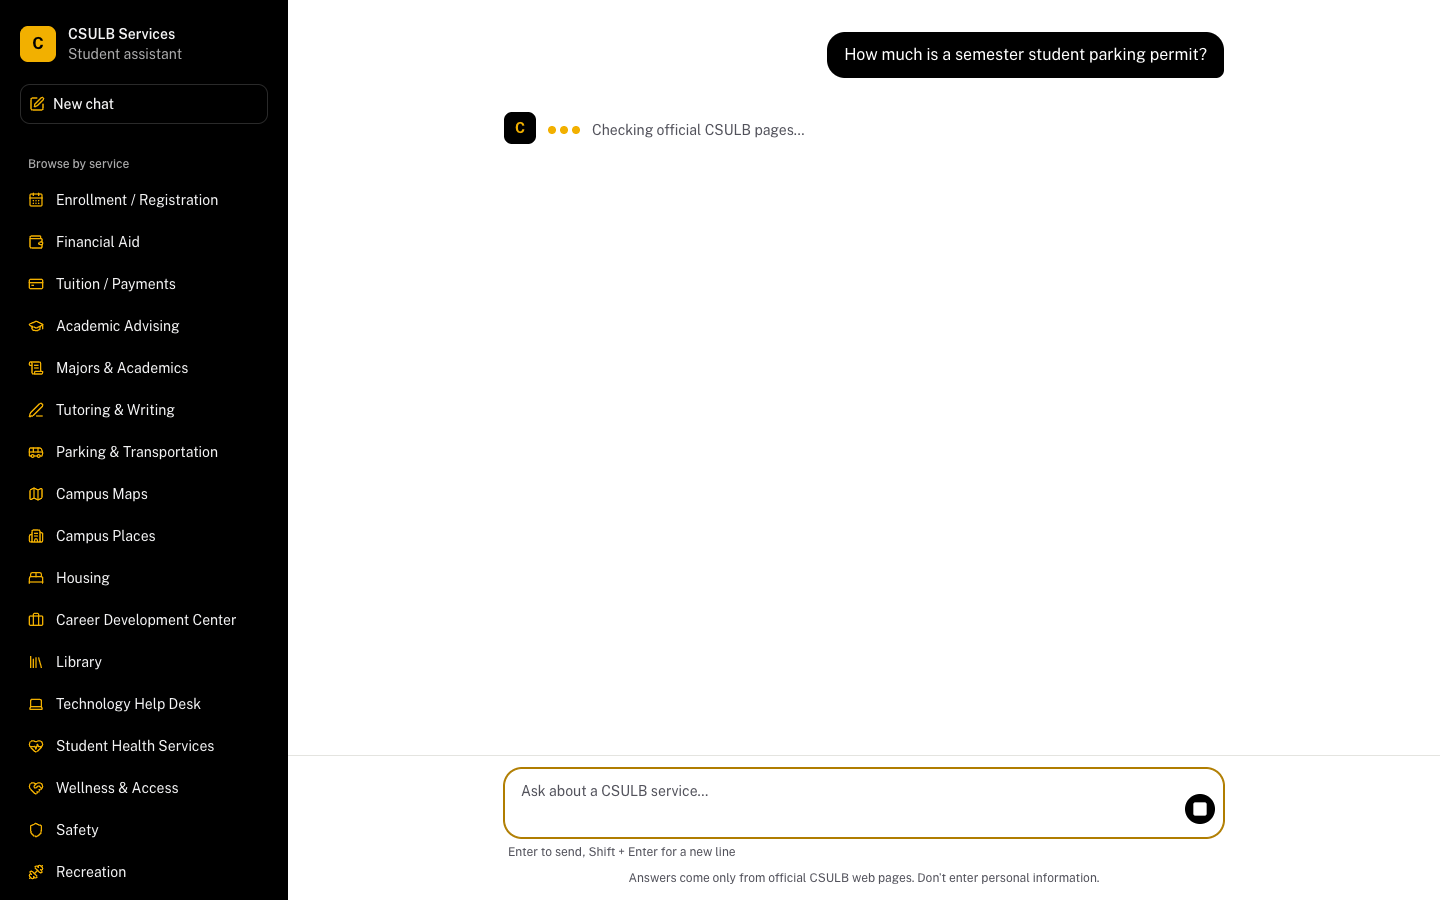 C
CSULB Services
Student assistant
New chat
Browse by service
Enrollment / Registration
Financial Aid
Tuition / Payments
Academic Advising
Majors & Academics
Tutoring & Writing
Parking & Transportation
Campus Maps
Campus Places
Housing
Career Development Center
Library
Technology Help Desk
Student Health Services
Wellness & Access
Safety
Recreation
How much is a semester student parking permit?
C
Checking official CSULB pages...
Ask about a CSULB service...
Enter to send, Shift + Enter for a new line
Answers come only from official CSULB web pages. Don't enter personal information.